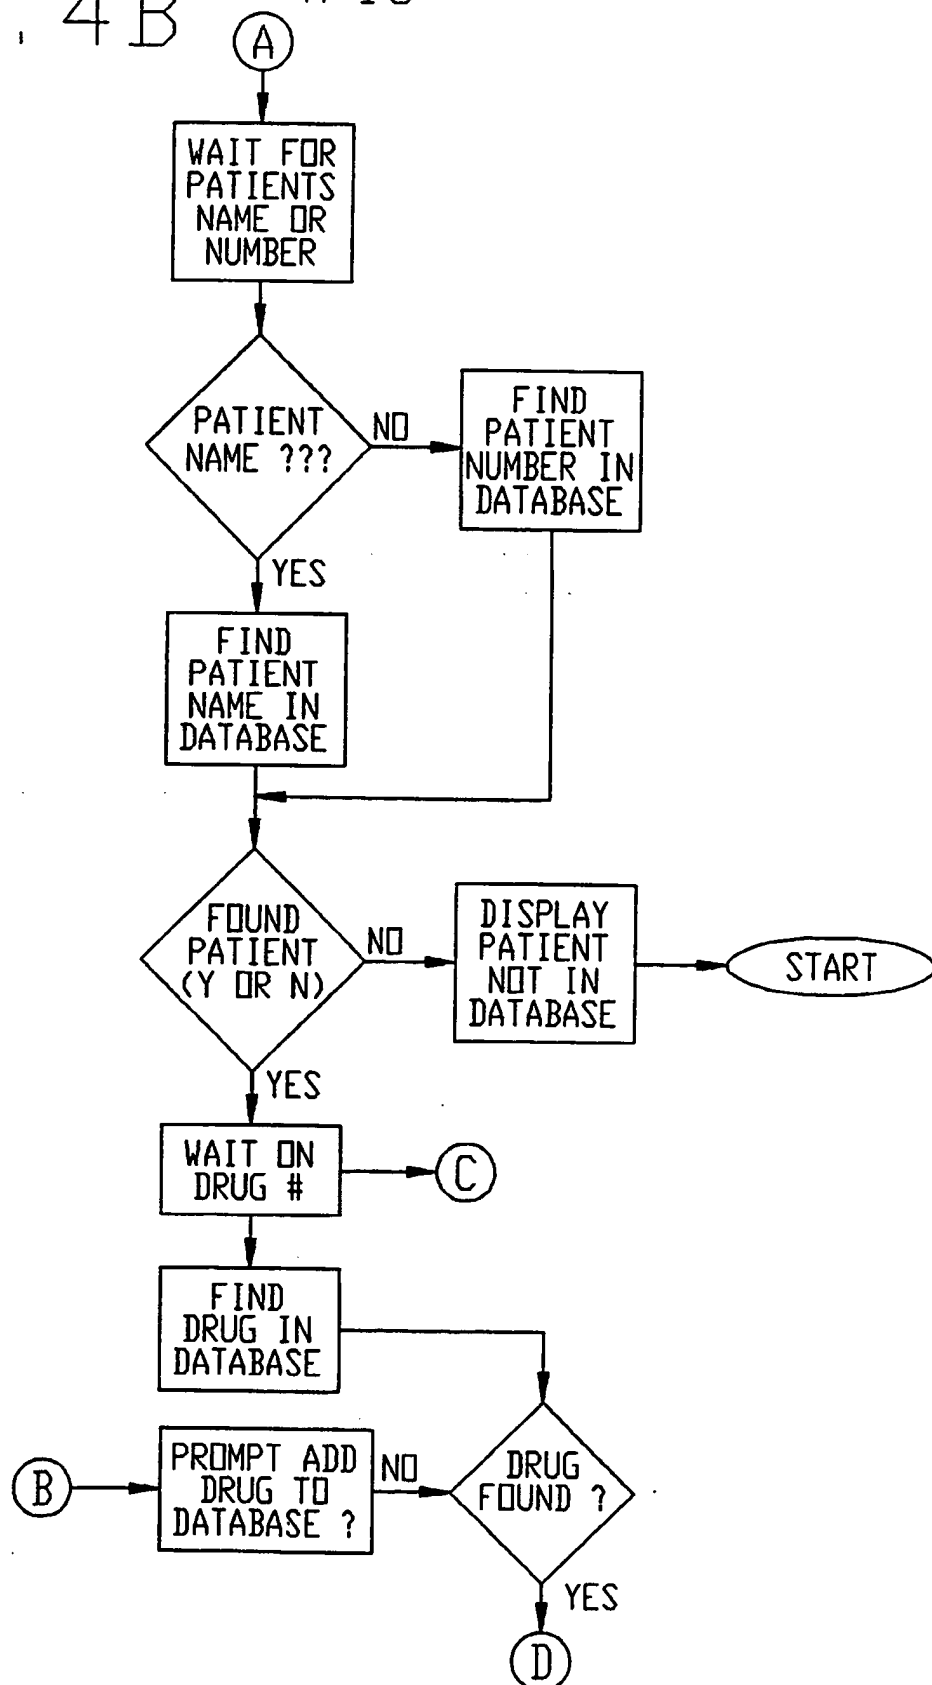 . 4B
A
WAIT FOR
PATIENTS
NAME OR
NUMBER
PATIENT
NAME ???
NO
FIND
PATIENT
NUMBER IN
DATABASE
YES
FIND
PATIENT
NAME IN
DATABASE
FOUND
PATIENT
(Y OR N)
NO
DISPLAY
PATIENT
NOT IN
DATABASE
START
YES
WAIT ON
DRUG #
C
FIND
DRUG IN
DATABASE
B
PROMPT ADD
DRUG TO
DATABASE ?
NO
DRUG
FOUND ?
YES
D